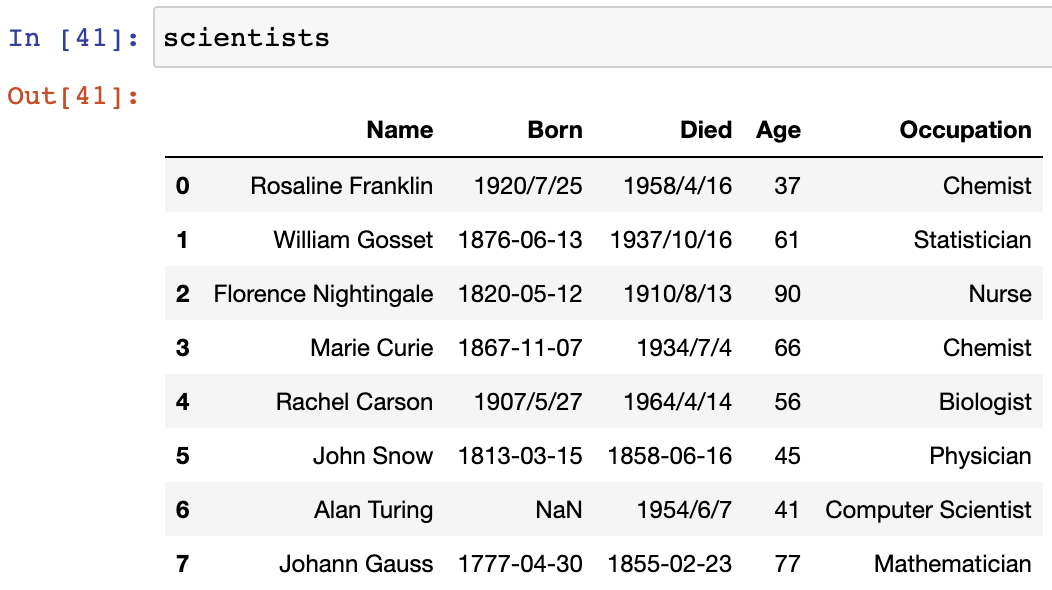 In [41]: scientists
Out[41]:
Name Born Died Age Occupation
0 Rosaline Franklin 1920/7/25 1958/4/16 37 Chemist
1 William Gosset 1876-06-13 1937/10/16 61 Statistician
2 Florence Nightingale 1820-05-12 1910/8/13 90 Nurse
3 Marie Curie 1867-11-07 1934/7/4 66 Chemist
4 Rachel Carson 1907/5/27 1964/4/14 56 Biologist
5 John Snow 1813-03-15 1858-06-16 45 Physician
6 Alan Turing NaN 1954/6/7 41 Computer Scientist
7 Johann Gauss 1777-04-30 1855-02-23 77 Mathematician